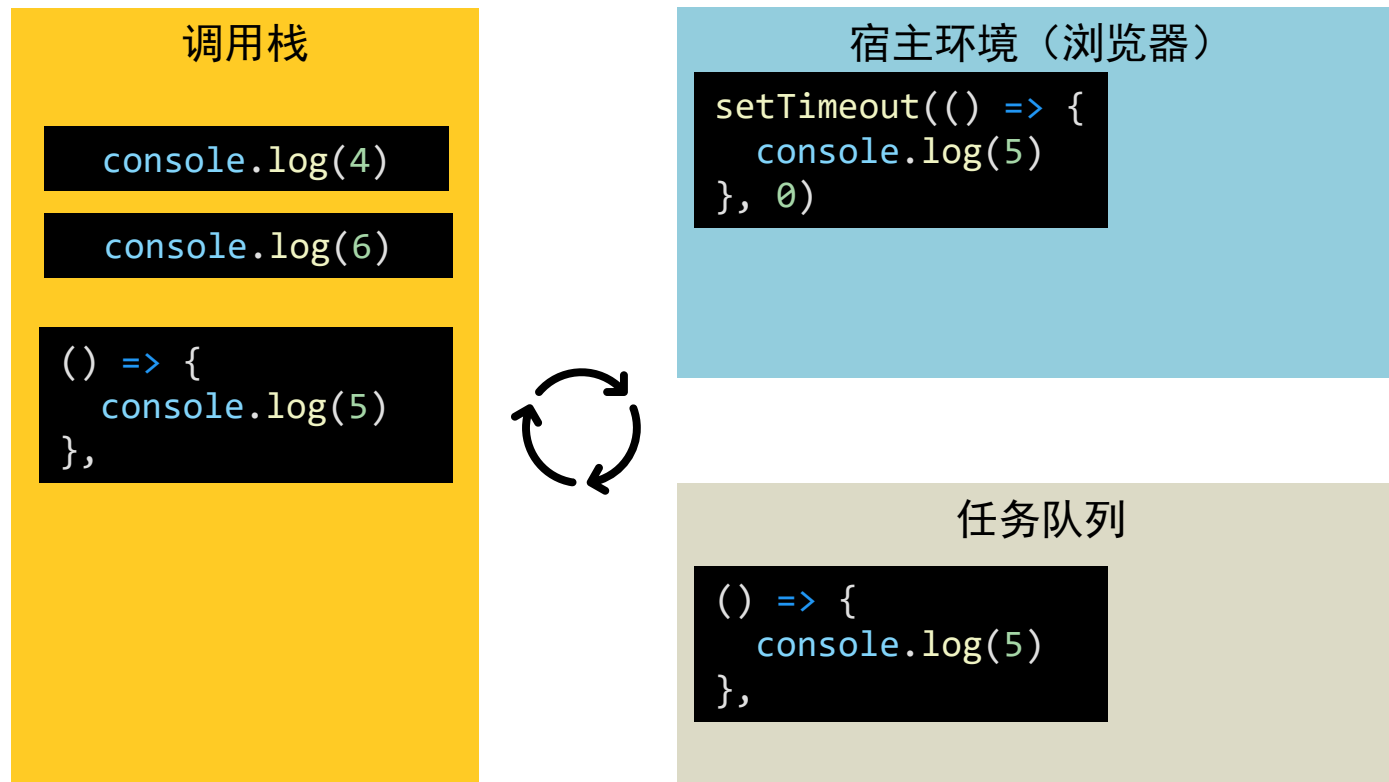 调用栈
console.log(4)
console.log(6)
() => {
  console.log(5)
},
宿主环境（浏览器）
setTimeout(() => {
  console.log(5)
}, 0)
任务队列
() => {
  console.log(5)
},